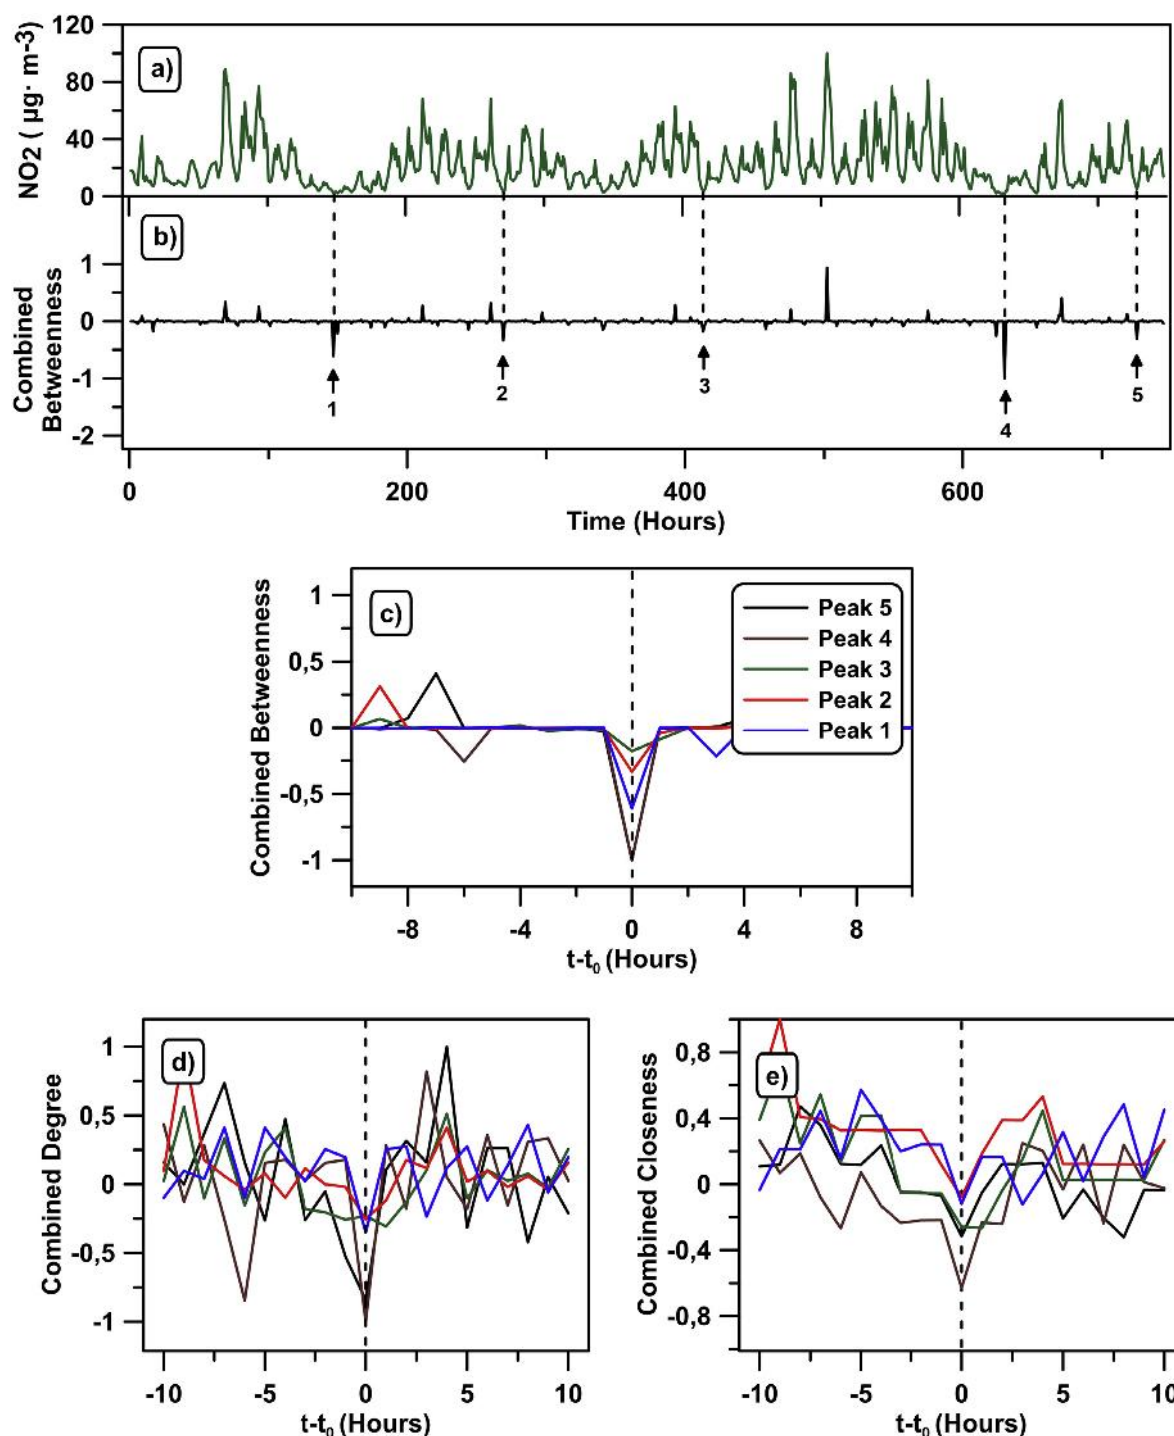 a)
NO2 ( µg· m-3)
120
80
40
0
b)
Combined
Betweenness
1
0
-1
-2
1
2
3
4
5
0
200
400
600
Time (Hours)
c)
Combined Betweenness
1
0,5
0
-0,5
-1
Peak 5
Peak 4
Peak 3
Peak 2
Peak 1
-8
-4
0
4
8
t-t₀ (Hours)
d)
Combined Degree
1
0,5
0
-0,5
-1
-10
-5
0
5
10
t-t₀ (Hours)
e)
Combined Closeness
0,8
0,4
0
-0,4
-0,8
-10
-5
0
5
10
t-t₀ (Hours)